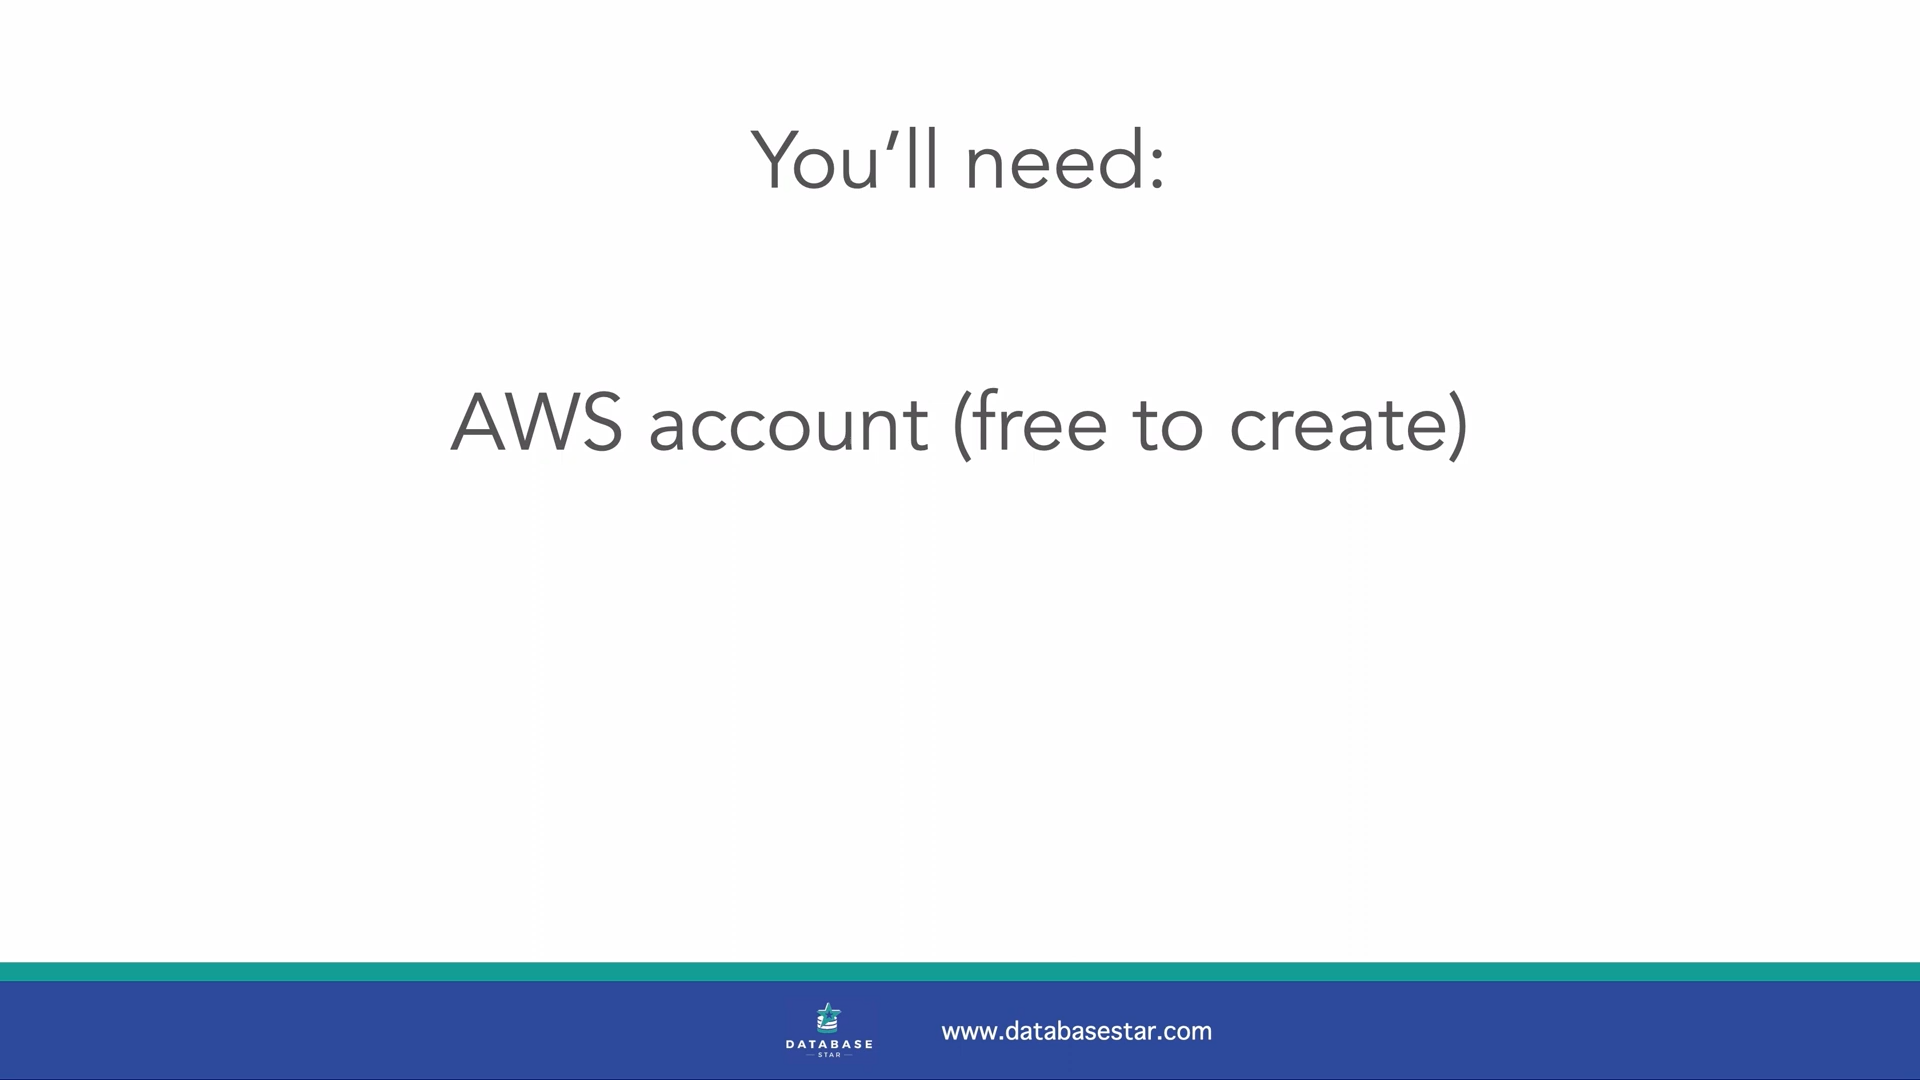 You‘ll need:
AWS account (free to create)
DATABASE
STAR
www.databasestar.com